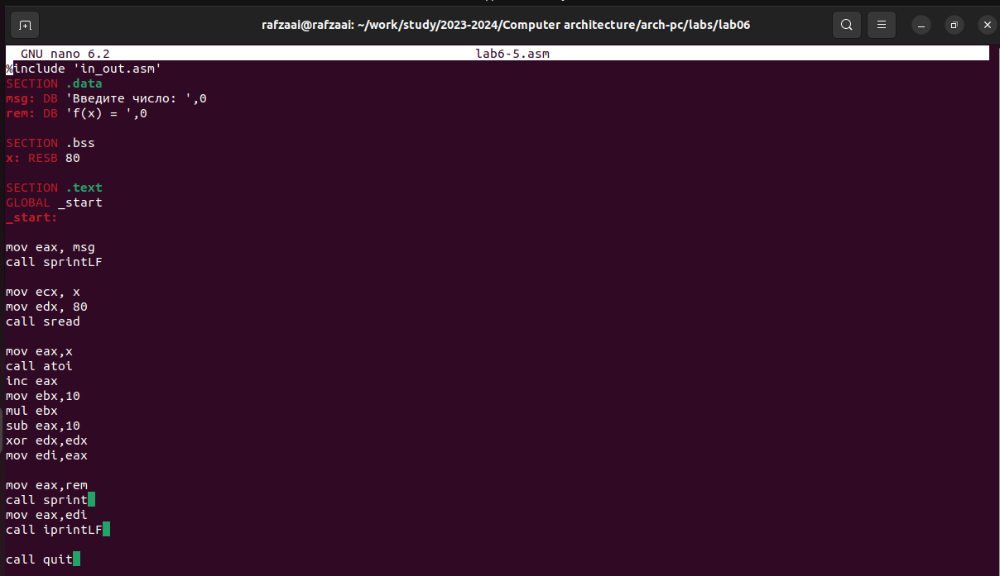 rafzaai@rafzaai: ~/work/study/2023-2024/Computer architecture/arch-pc/labs/lab06
GNU nano 6.2 lab6-5.asm
%include 'in_out.asm'
SECTION .data
msg: DB 'Введите число: ',0
rem: DB 'f(x) = ',0
SECTION .bss
x: RESB 80
SECTION .text
GLOBAL _start
_start:
mov eax, msg
call sprintLF
mov ecx, x
mov edx, 80
call sread
mov eax,x
call atoi
inc eax
mov ebx,10
mul ebx
sub eax,10
xor edx,edx
mov edi,eax
mov eax,rem
call sprint
mov eax,edi
call iprintLF
call quit